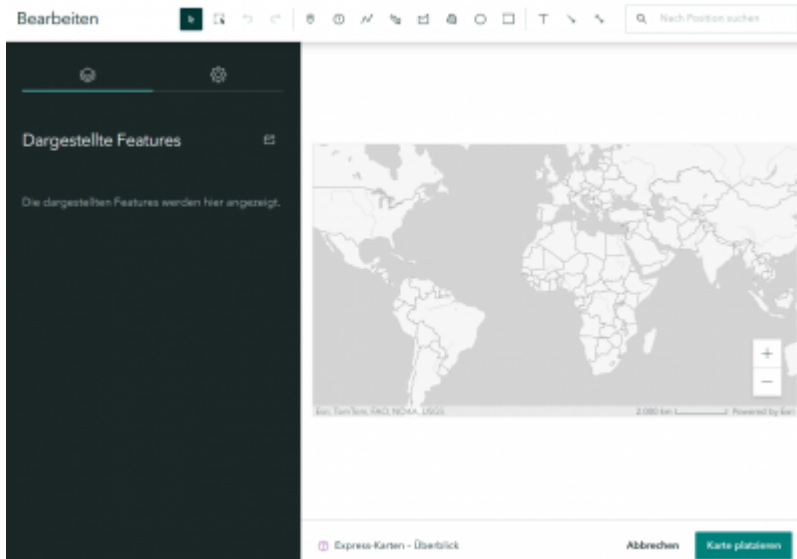 Bearbeiten
Nach Position suchen
Dargestellte Features
Die dargestellten Features werden hier angezeigt.
Esri, TomTom, FAO, NOAA, USGS
2.000 km
Powered by Esri
Express-Karten – Überblick
Abbrechen
Karte platzieren